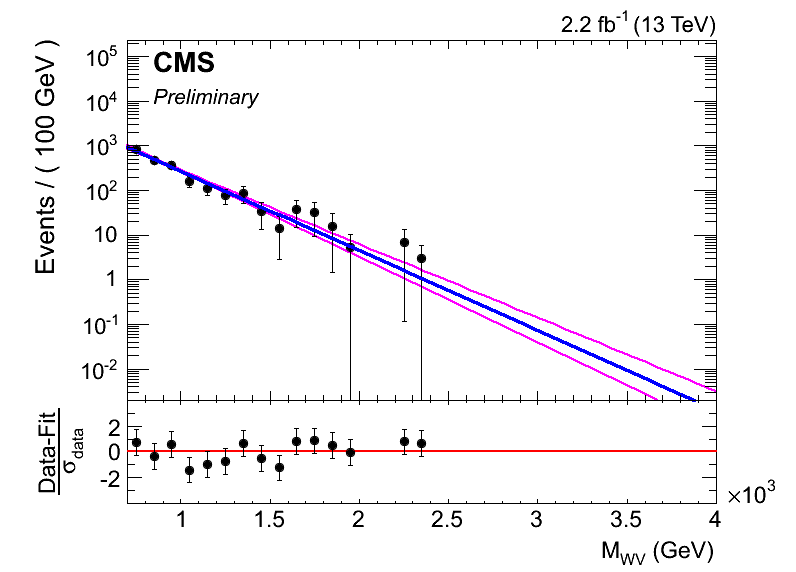 2.2 fb⁻¹ (13 TeV)
CMS
Preliminary
Events / ( 100 GeV )
10⁵
10⁴
10³
10²
10
1
10⁻¹
10⁻²
Data-Fit
σ_data
2
0
-2
1
1.5
2
2.5
3
3.5
4
×10³
M_WV (GeV)